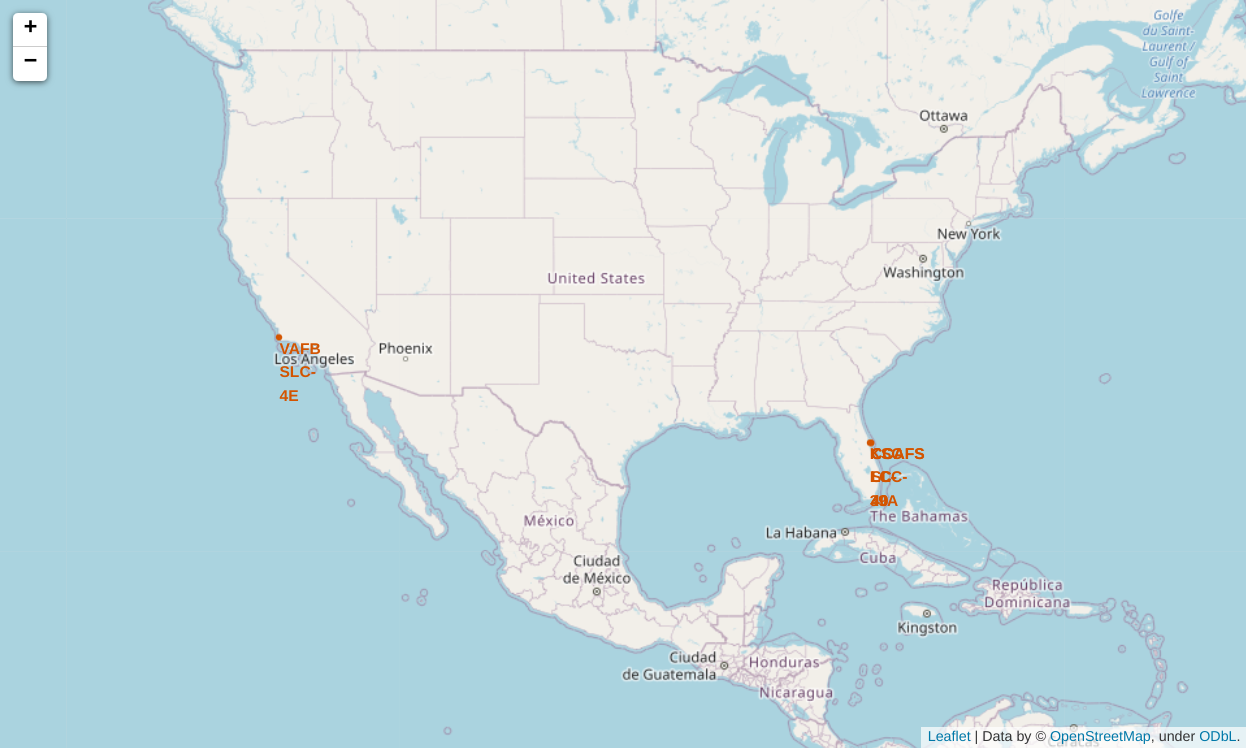 +
−
Golfe
du Saint-
Laurent /
Gulf of
Saint
Lawrence
Ottawa
New York
Washington
United States
VAFB
SLC-
4E
Los Angeles
Phoenix
México
The Bahamas
La Habana
Cuba
Ciudad
de México
República
Dominicana
Kingston
Ciudad
de Guatemala
Honduras
Nicaragua
Caracas
Leaflet | Data by © OpenStreetMap, under ODbL.